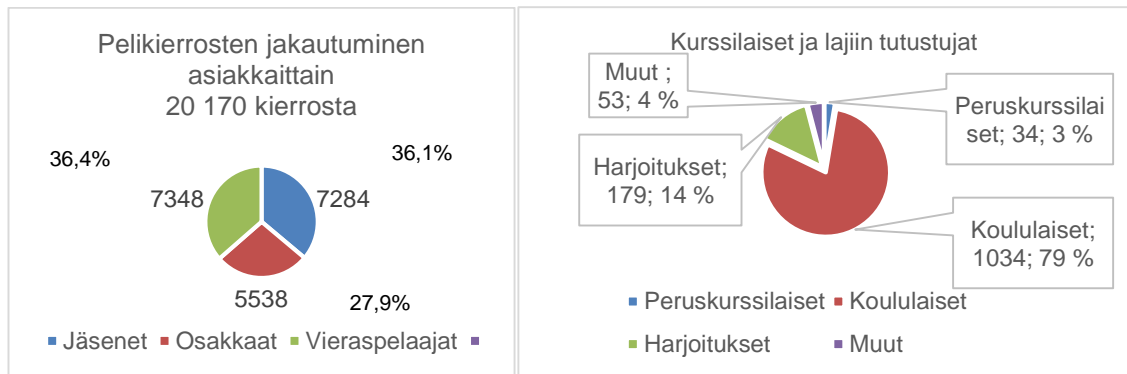 Pelikierrosten jakautuminen
asiakkaittain
20 170 kierrosta
36,4%
36,1%
7348
7284
5538
27,9%
Jäsenet Osakkaat Vieraspelaajat
Kurssilaiset ja lajiin tutustujat
Muut ;
53; 4 %
Peruskurssilai
set; 34; 3 %
Harjoitukset;
179; 14 %
Koululaiset;
1034; 79 %
Peruskurssilaiset Koululaiset
Harjoitukset Muut